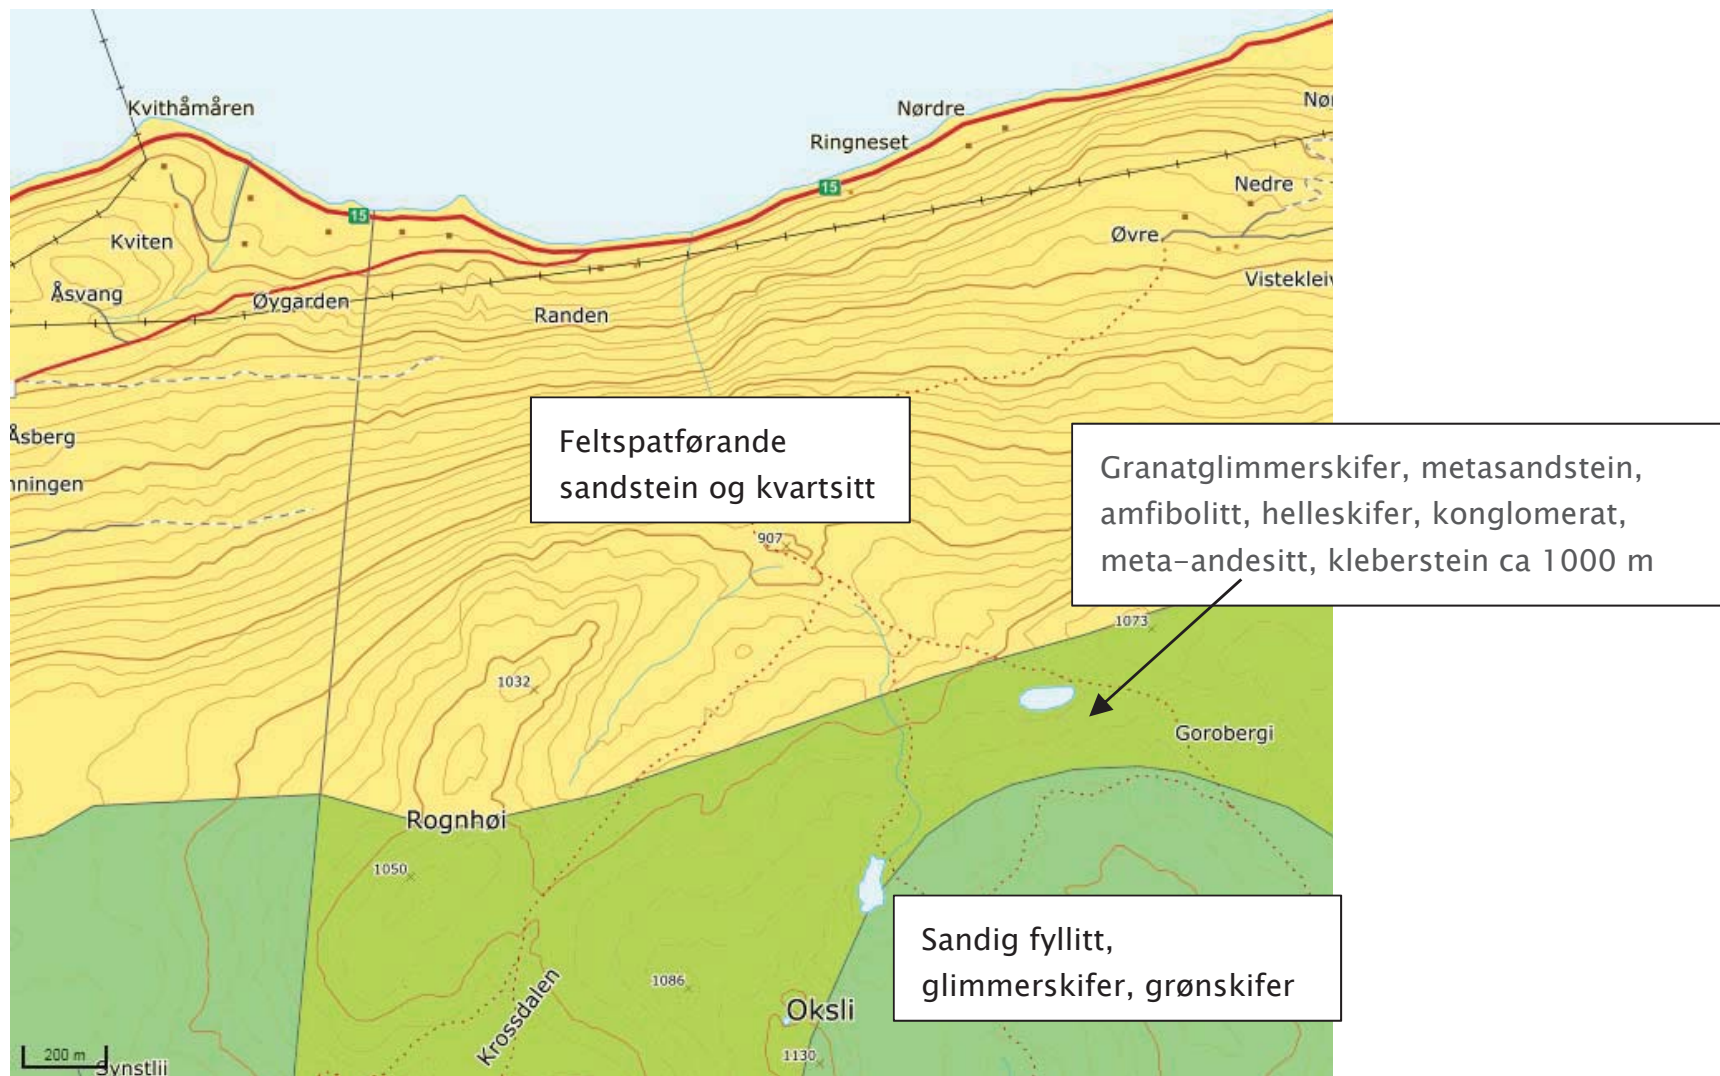 Kvithåmåren
Nørdre
Ringneset
15
15
Kviten
Åsvang
Øygarden
Randen
Nedre
Øvre
Åsberg
Feltspatførande
sandstein og kvartsitt
Granatglimmerskifer, metasandstein,
amfibolitt, helleskifer, konglomerat,
meta-andesitt, kleberstein ca 1000 m
907
1073
1032
Gorobergi
Rognhøi
1050
Sandig fyllitt,
glimmerskifer, grønskifer
1086
Krossdalen
Oksli
1130
200 m
Synstlii